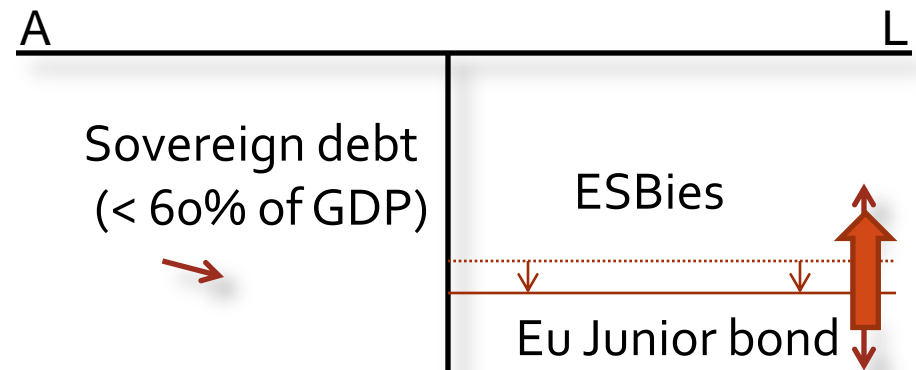 A L
Sovereign debt
(< 60% of GDP)
ESBies
Eu Junior bond